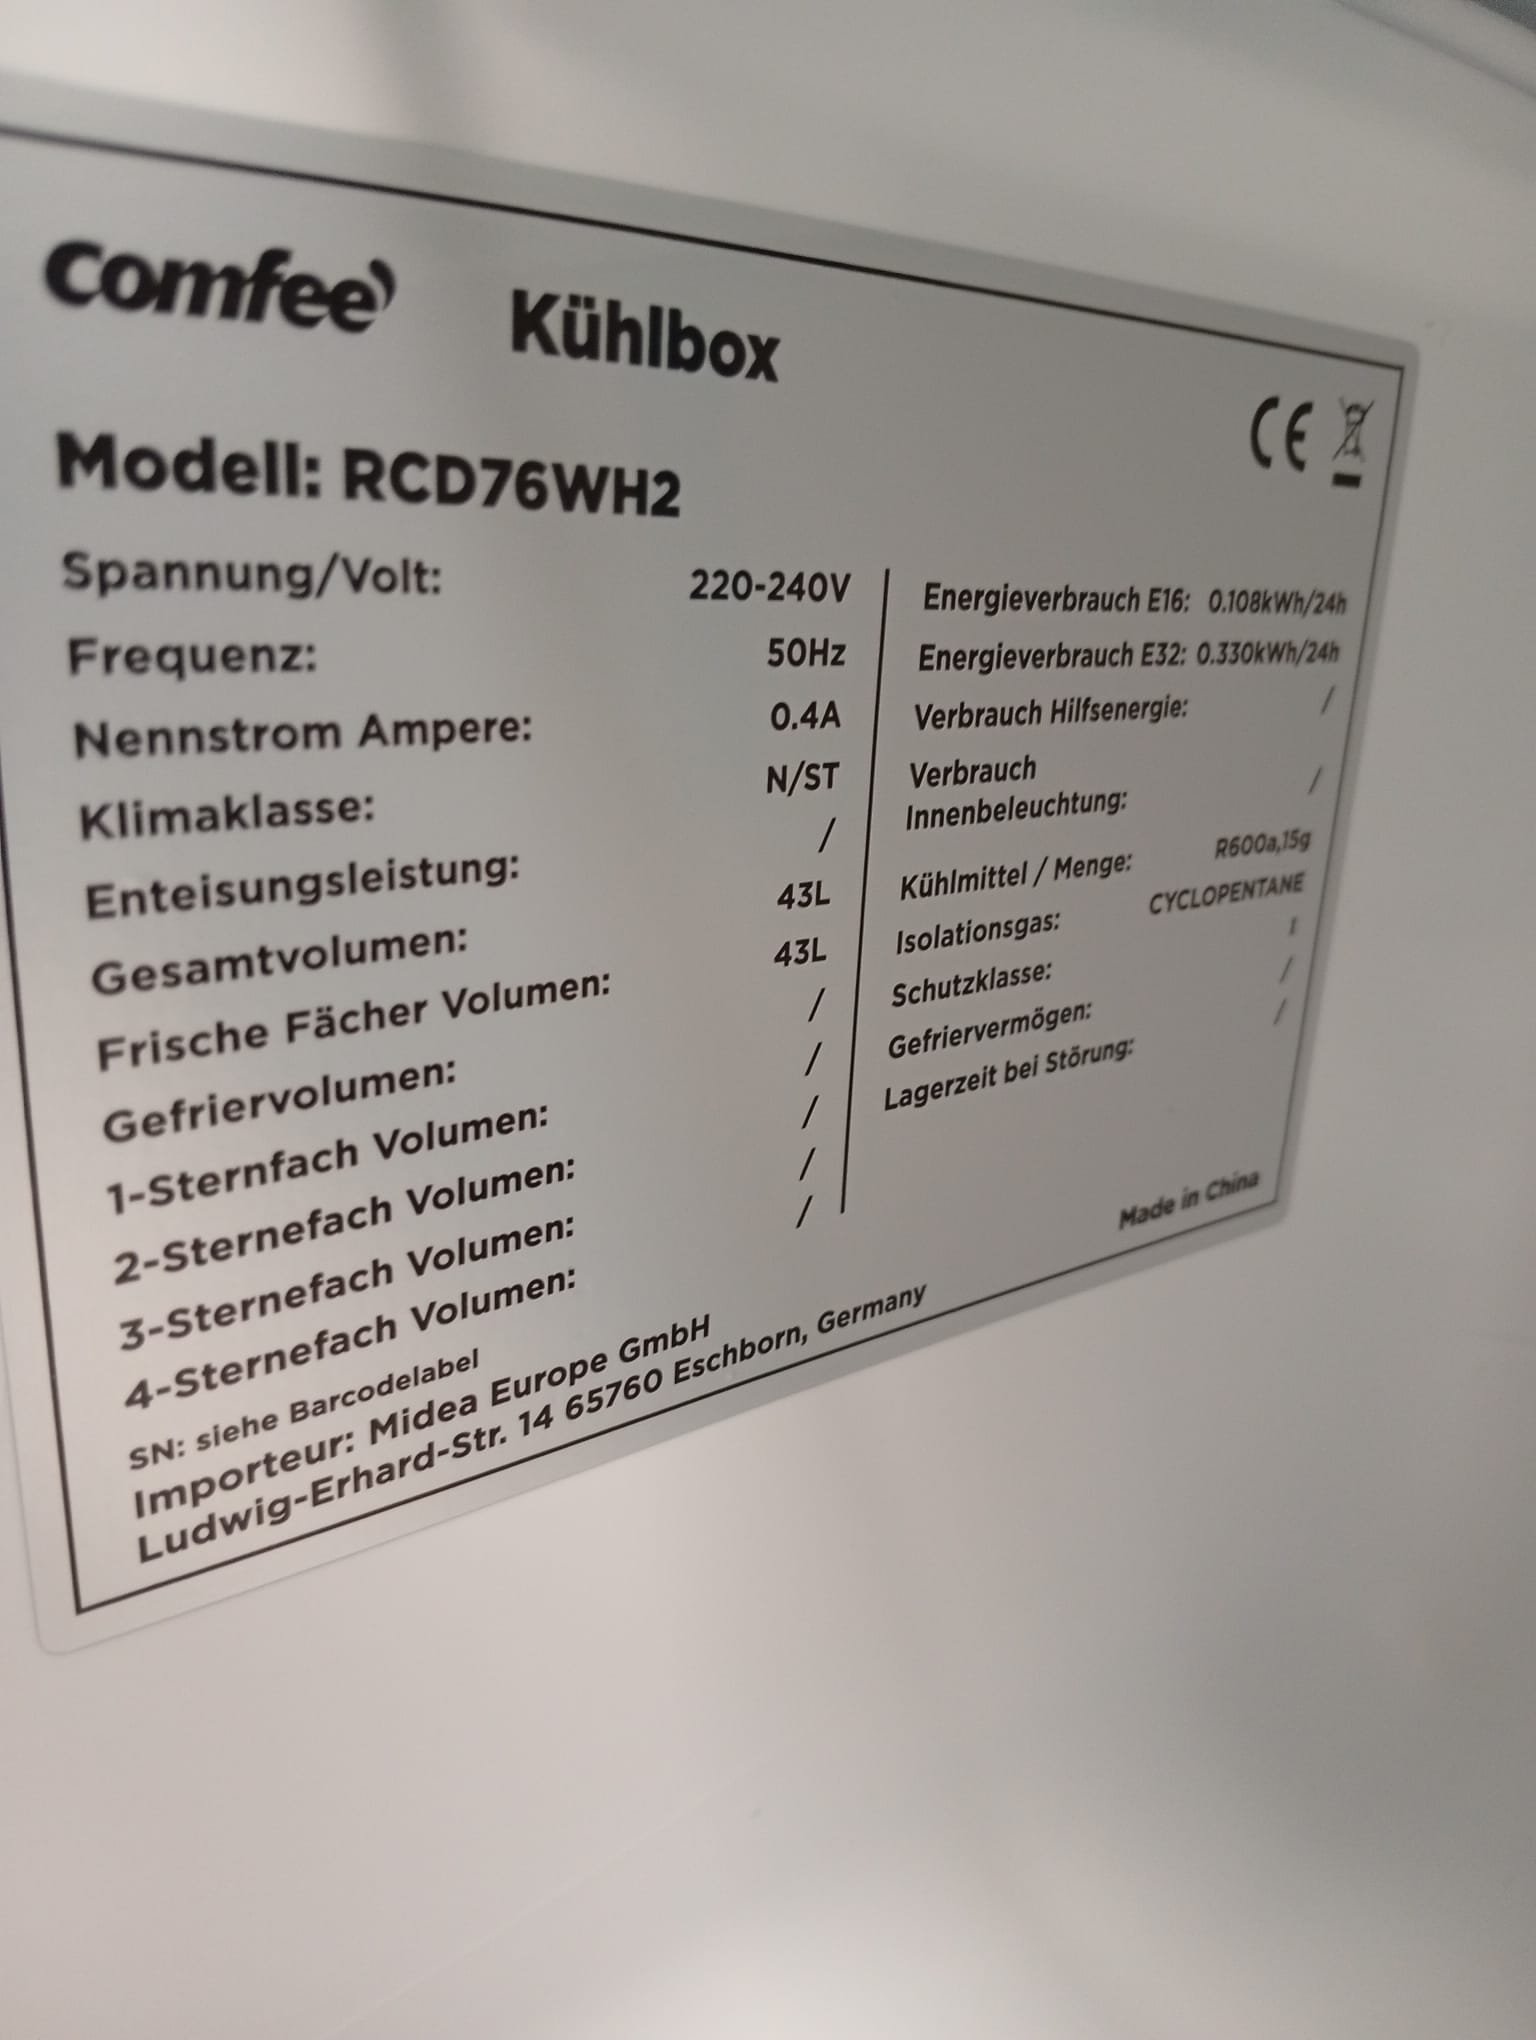 Comfee'
Kühlbox
CE
Modell: RCD76WH2
Spannung/Volt: 220-240V
Frequenz: 50Hz
Nennstrom Ampere: 0.4A
Klimaklasse: N/ST
Enteisungsleistung: /
Gesamtvolumen: 43L
Frische Fächer Volumen: 43L
Gefriervolumen: /
1-Sternfach Volumen: /
2-Sternefach Volumen: /
3-Sternefach Volumen: /
4-Sternefach Volumen: /
Energieverbrauch E16: 0.108kWh/24h
Energieverbrauch E32: 0.330kWh/24h
Verbrauch Hilfsenergie: /
Verbrauch
Innenbeleuchtung: /
Kühlmittel / Menge: R600a,15g
Isolationsgas: CYCLOPENTANE
Schutzklasse: I
Gefriervermögen: /
Lagerzeit bei Störung: /
SN: siehe Barcodelabel
Importeur: Midea Europe GmbH
Ludwig-Erhard-Str. 14 65760 Eschborn, Germany
Made in China